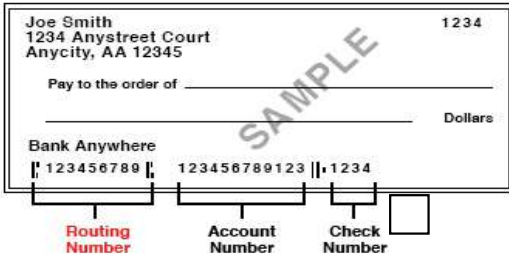 Joe Smith 1234
1234 Anystreet Court
Anycity, AA 12345
SAMPLE
Pay to the order of
Dollars
Bank Anywhere
123456789 123456789123 1234
Routing Account Check
Number Number Number